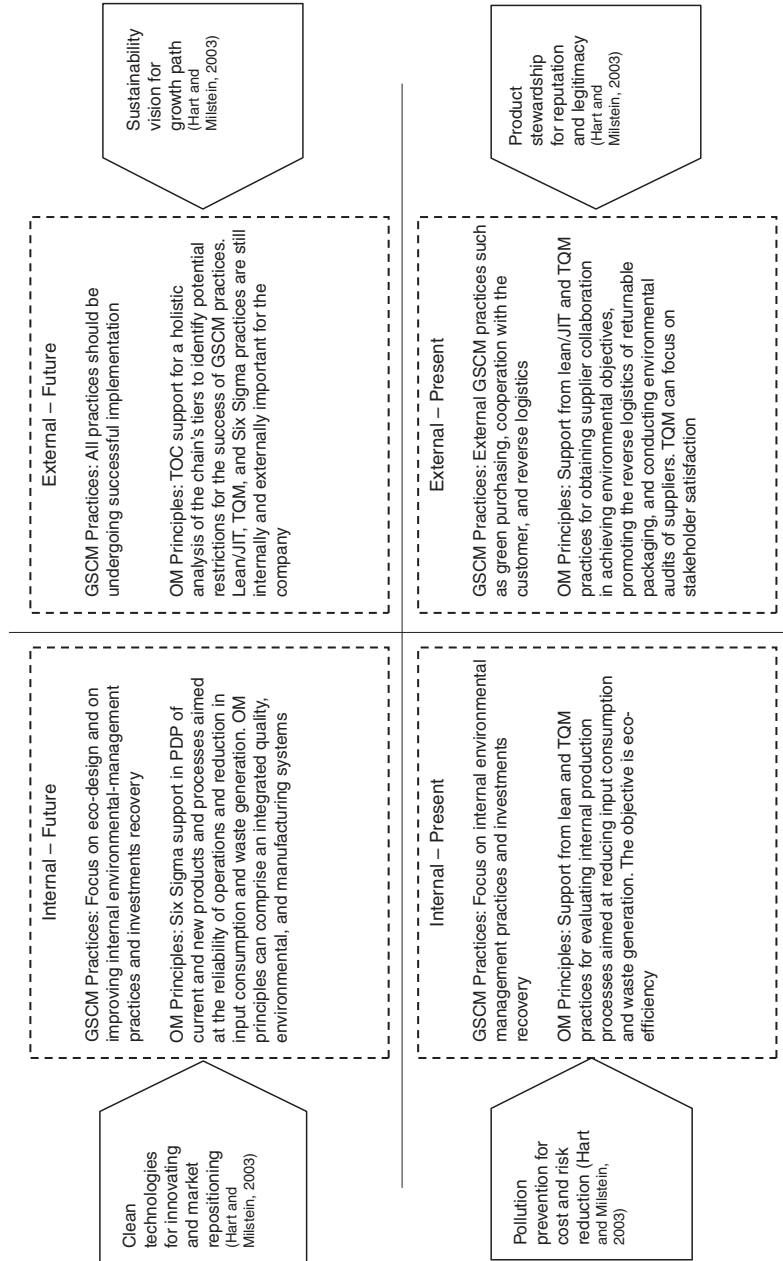 Clean
technologies
for innovating
and market
repositioning
(Hart and
Milstein, 2003)
Internal – Future
GSCM Practices: Focus on eco-design and on
improving internal environmental-management
practices and investments recovery
OM Principles: Six Sigma support in PDP of
current and new products and processes aimed
at the reliability of operations and reduction in
input consumption and waste generation. OM
principles can comprise an integrated quality,
environmental, and manufacturing systems
External – Future
GSCM Practices: All practices should be
undergoing successful implementation
OM Principles: TOC support for a holistic
analysis of the chain's tiers to identify potential
restrictions for the success of GSCM practices.
Lean/JIT, TQM, and Six Sigma practices are still
internally and externally important for the
company
Sustainability
vision for
growth path
(Hart and
Milstein, 2003)
Pollution
prevention for
cost and risk
reduction (Hart
and Milstein,
2003)
Internal – Present
GSCM Practices: Focus on internal environmental
management practices and investments
recovery
OM Principles: Support from lean and TQM
practices for evaluating internal production
processes aimed at reducing input consumption
and waste generation. The objective is eco-
efficiency
External – Present
GSCM Practices: External GSCM practices such
as green purchasing, cooperation with the
customer, and reverse logistics
OM Principles: Support from lean/JIT and TQM
practices for obtaining supplier collaboration
in achieving environmental objectives,
promoting the reverse logistics of returnable
packaging, and conducting environmental
audits of suppliers. TQM can focus on
stakeholder satisfaction
Product
stewardship
for reputation
and legitimacy
(Hart and
Milstein, 2003)